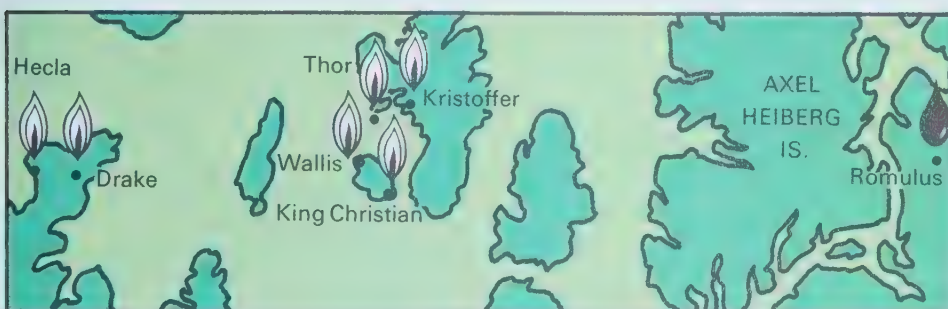 Hecla
Thor
Kristoffer
Drake
Wallis
King Christian
AXEL
HEIBERG
IS.
Romulus